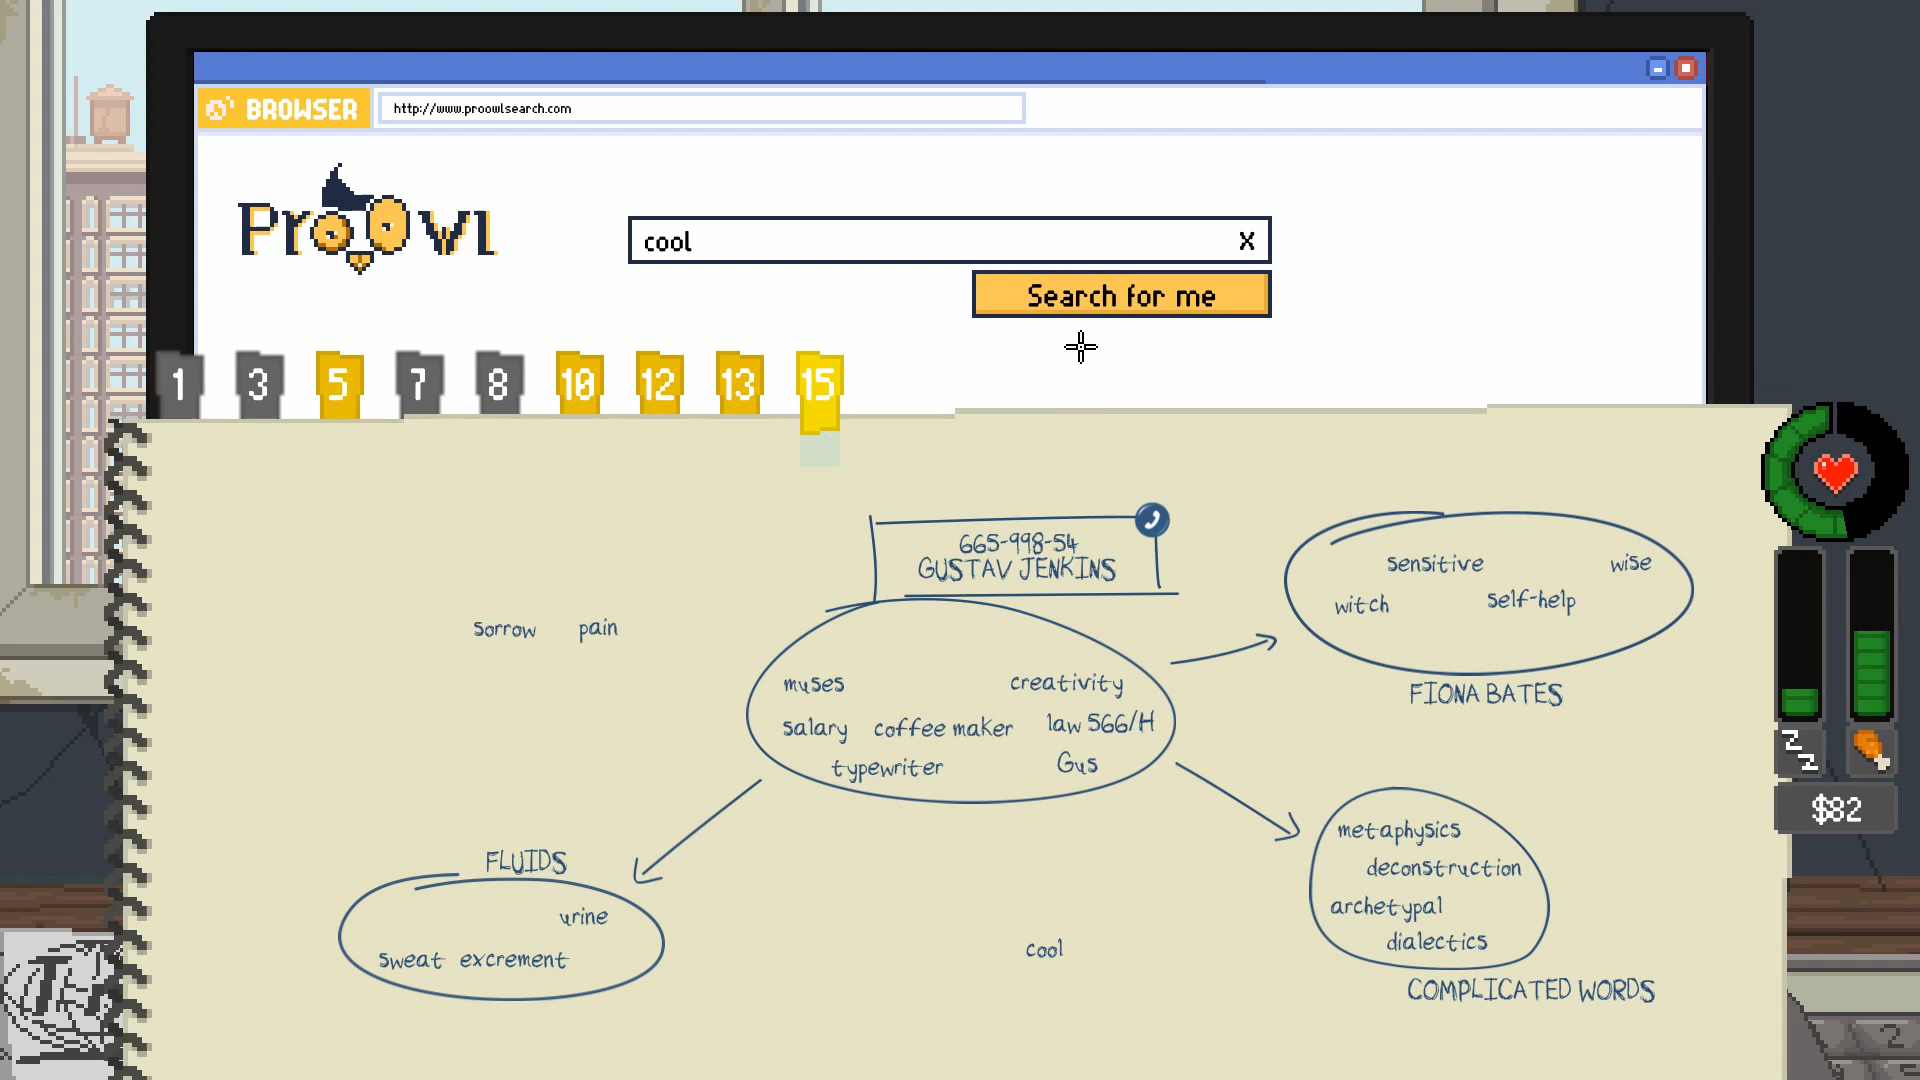 BROWSER
http://www.proowlsearch.com
PrOOwl
cool X
Search for me
1 3 5 7 8 10 12 13 15
665-998-54
GUSTAV JENKINS
sensitive wise
witch self-help
FIONA BATES
sorrow pain
muses creativity
salary coffee maker law 566/H
typewriter Gus
FLUIDS
urine
sweat excrement
cool
metaphysics
deconstruction
archetypal
dialectics
COMPLICATED WORDS
$82
zzz
2